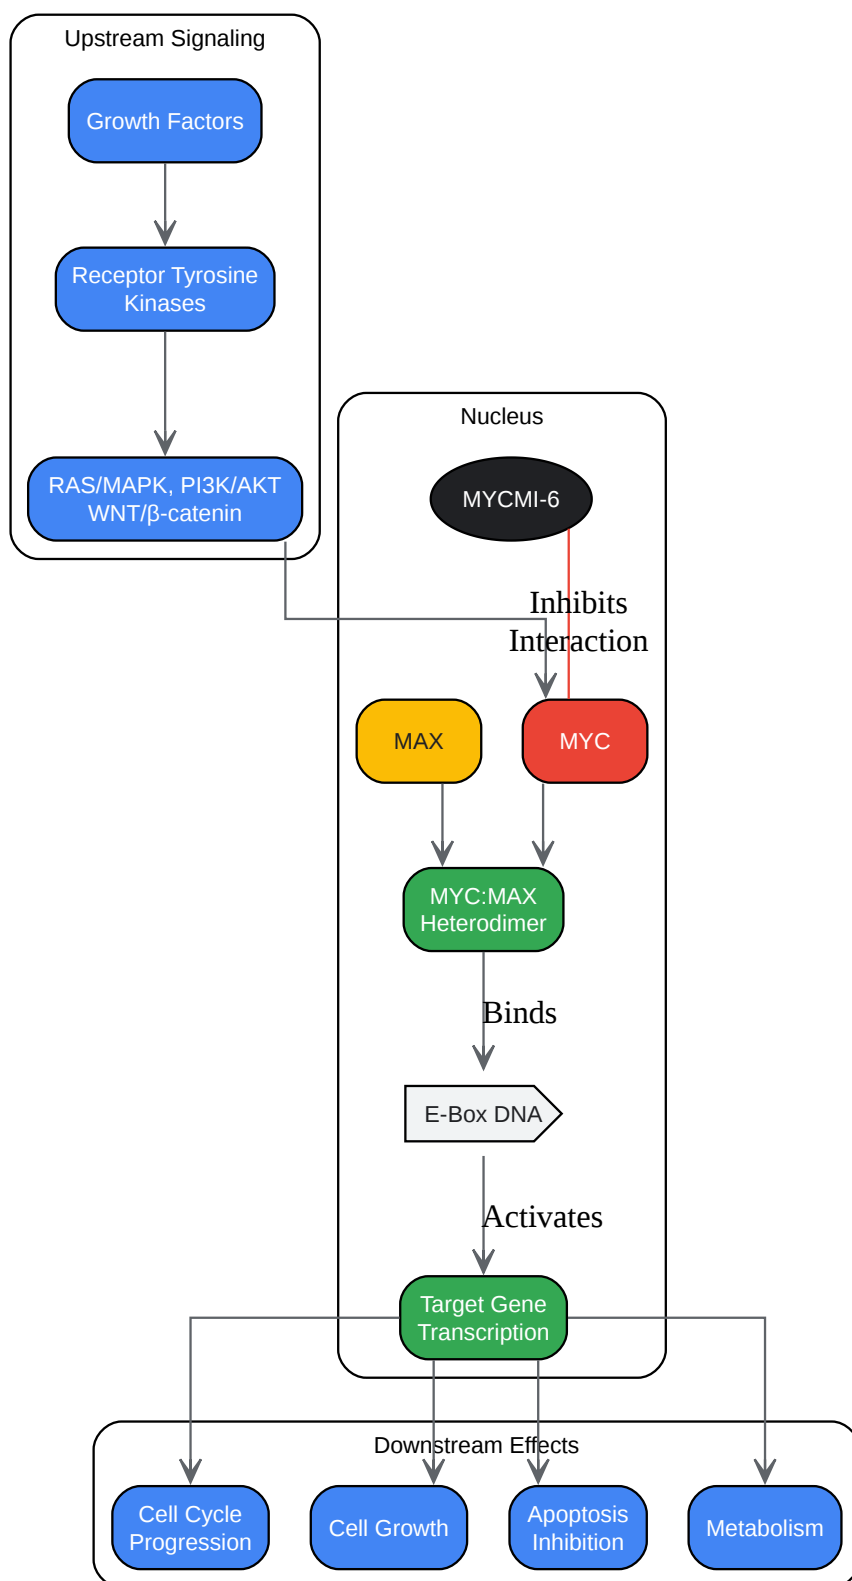 Upstream Signaling
Growth Factors
Receptor Tyrosine
Kinases
RAS/MAPK, PI3K/AKT
WNT/β-catenin
Nucleus
MYCMI-6
Inhibits
Interaction
MAX
MYC
MYC:MAX
Heterodimer
Binds
E-Box DNA
Activates
Target Gene
Transcription
Downstream Effects
Cell Cycle
Progression
Cell Growth
Apoptosis
Inhibition
Metabolism